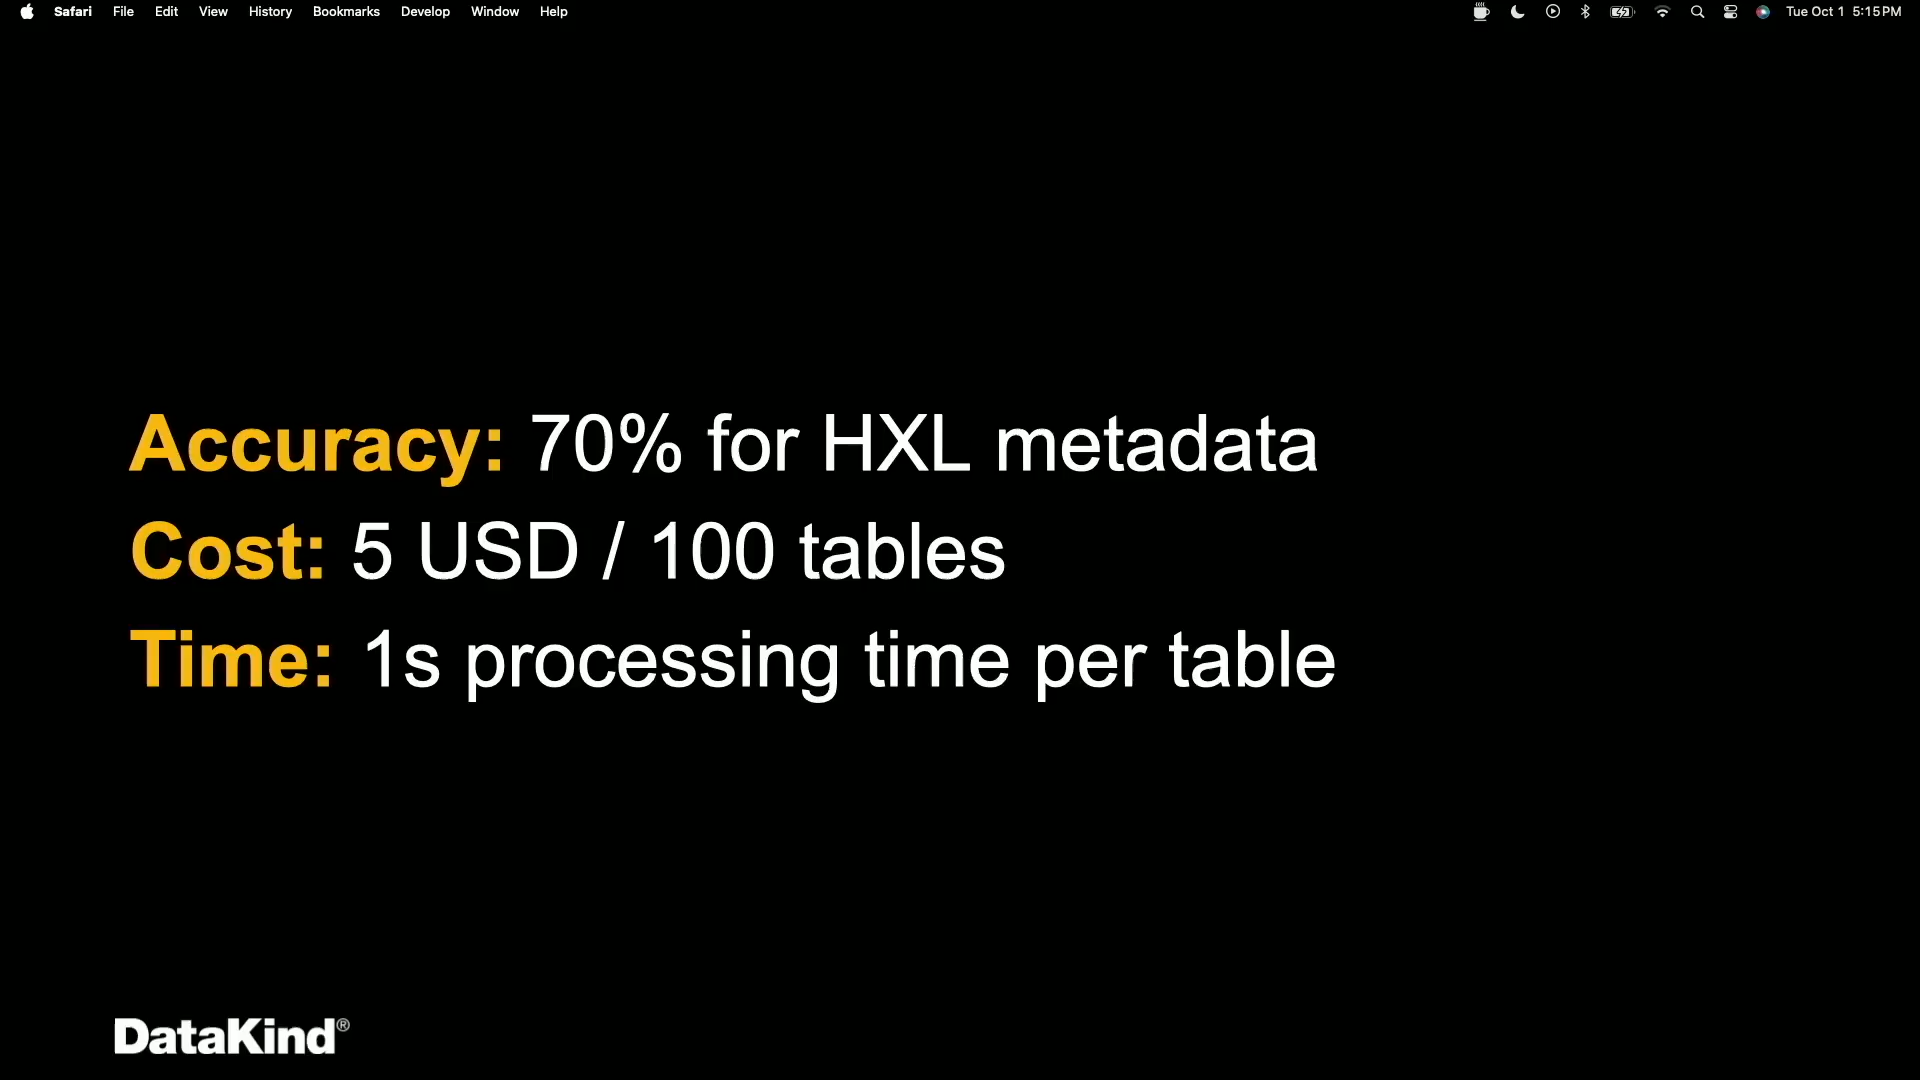 Safari File Edit View History Bookmarks Develop Window Help Tue Oct 1 5:15 PM
Accuracy: 70% for HXL metadata
Cost: 5 USD / 100 tables
Time: 1s processing time per table
DataKind®